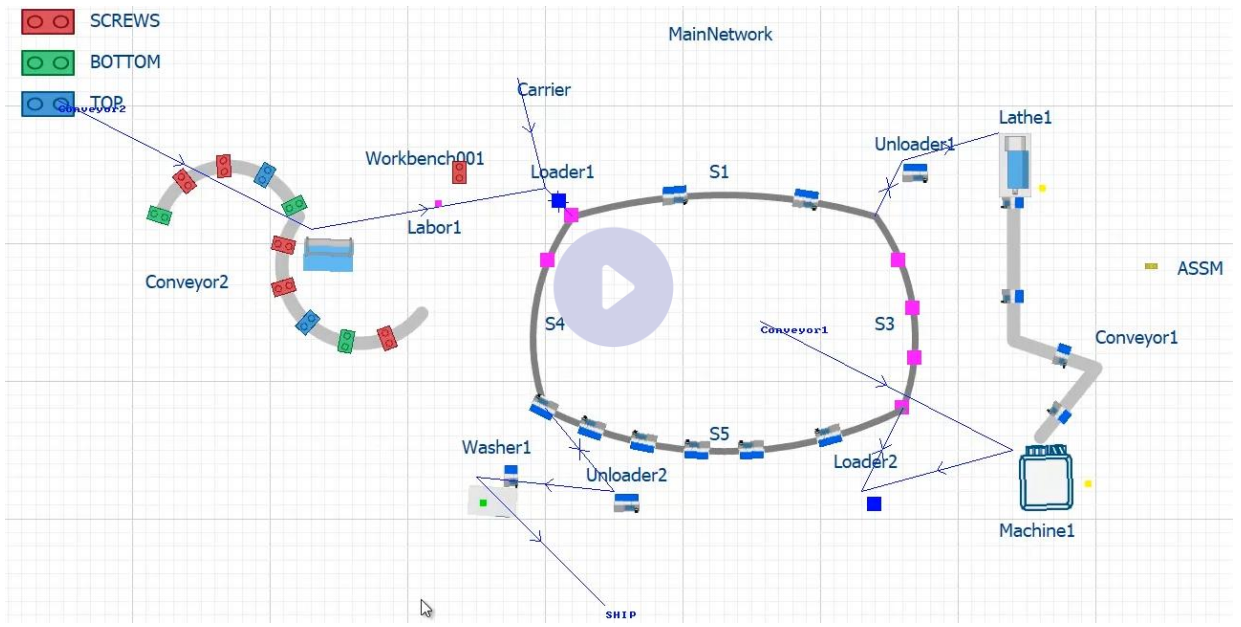 SCREWS
MainNetwork
BOTTOM
TOP
Conveyor2
Carrier
Lathe1
Unloader1
Workbench001
Loader1
S1
Labor1
ASSM
Conveyor2
S4
Conveyor1
S3
Conveyor1
S5
Washer1
Loader2
Unloader2
Machine1
SHIP